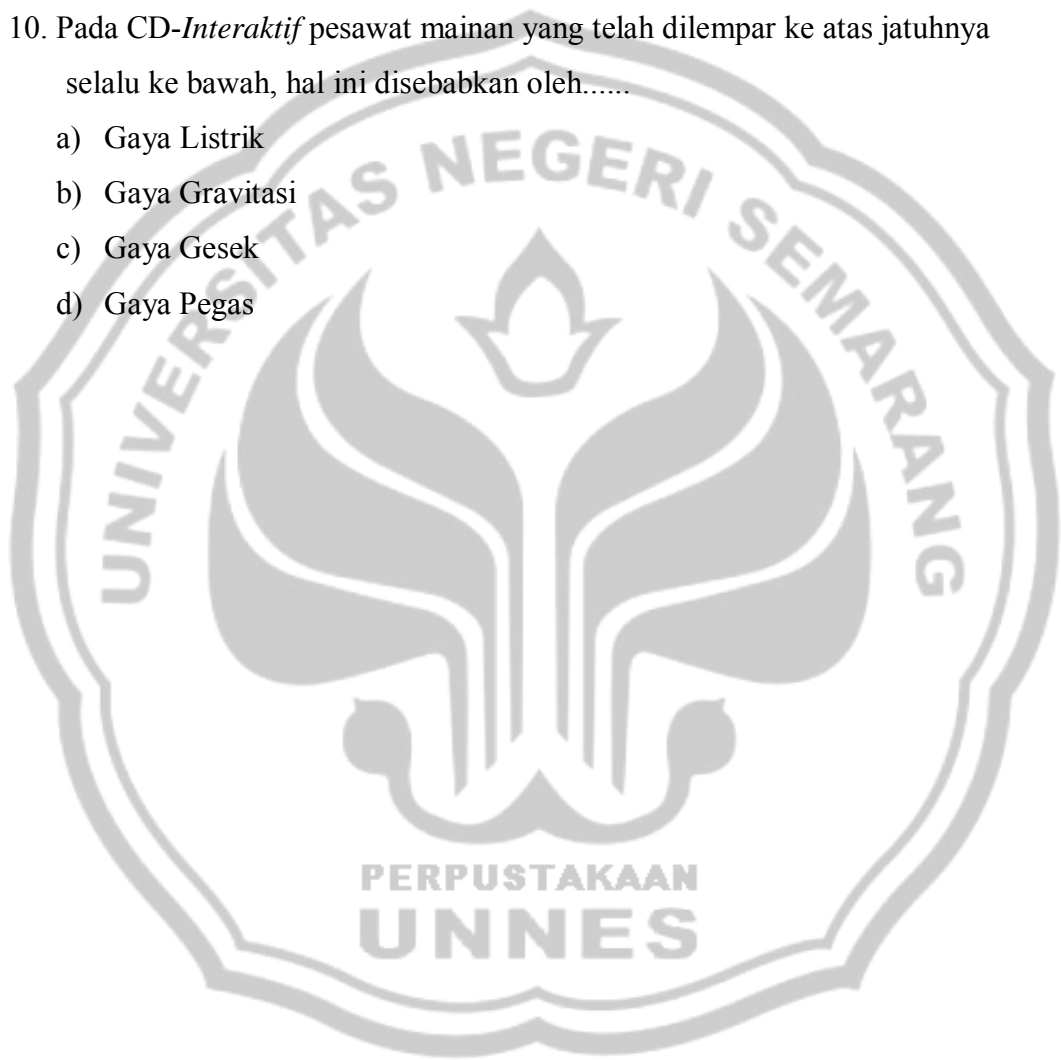 10. Pada CD-Interaktif pesawat mainan yang telah dilempar ke atas jatuhnya
selalu ke bawah, hal ini disebabkan oleh......
a) Gaya Listrik
b) Gaya Gravitasi
c) Gaya Gesek
d) Gaya Pegas
UNIVERSITAS NEGERI SEMARANG
PERPUSTAKAAN
UNNES